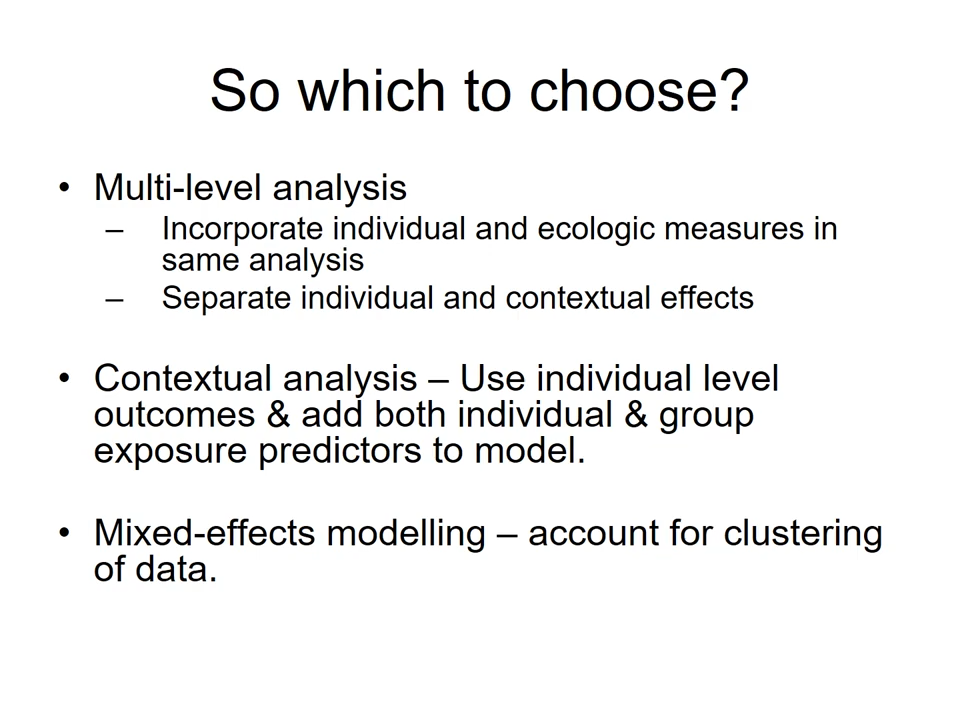 So which to choose?
• Multi-level analysis
– Incorporate individual and ecologic measures in
same analysis
– Separate individual and contextual effects
• Contextual analysis – Use individual level
outcomes & add both individual & group
exposure predictors to model.
• Mixed-effects modelling – account for clustering
of data.